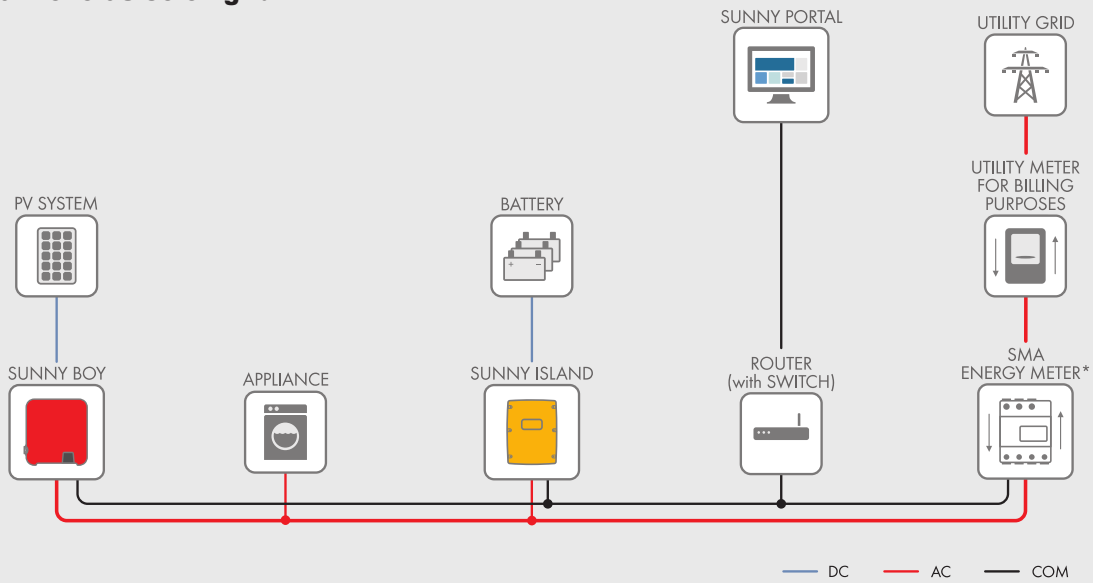 SUNNY PORTAL
UTILITY GRID
UTILITY METER
FOR BILLING
PURPOSES
PV SYSTEM
BATTERY
SUNNY BOY
APPLIANCE
SUNNY ISLAND
ROUTER
(with SWITCH)
SMA
ENERGY METER*
+ −
DC
AC
COM